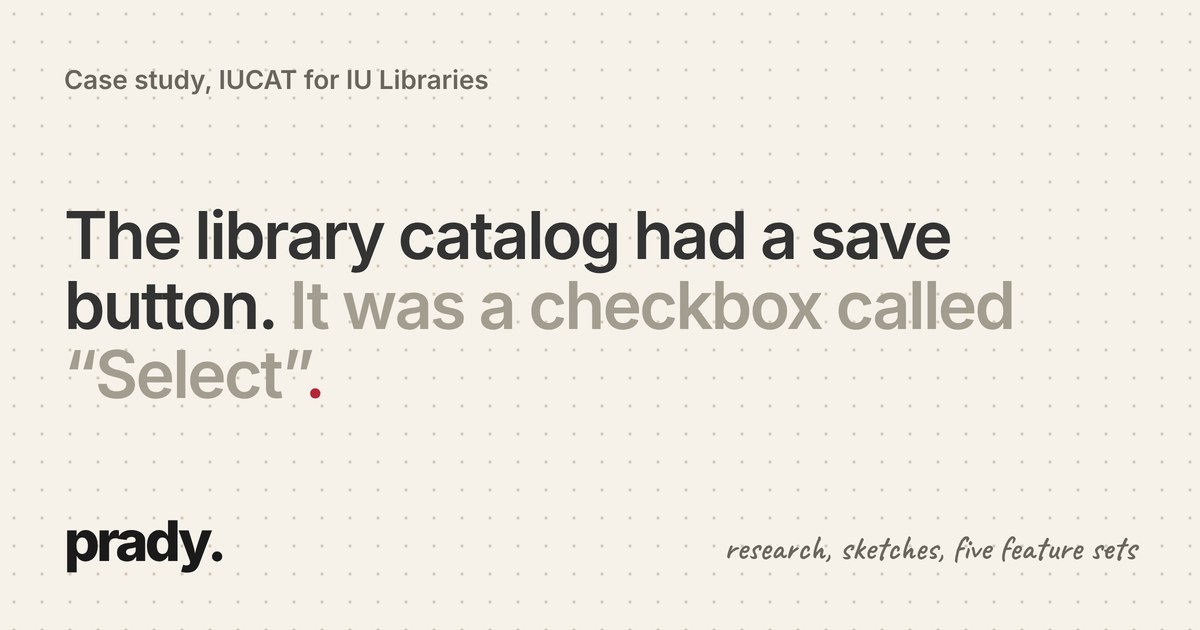 Case study, IUCAT for IU Libraries
The library catalog had a save
button. It was a checkbox called
“Select”.
prady.
research, sketches, five feature sets